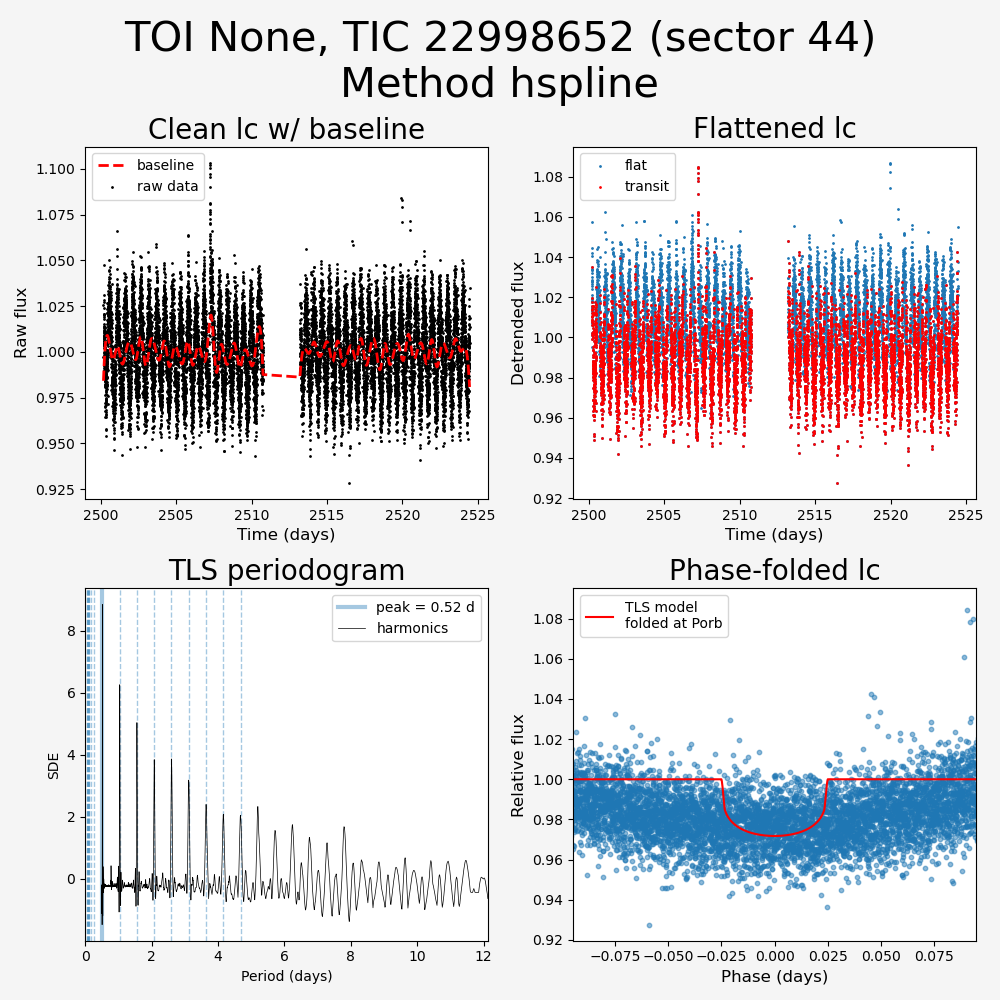 TOI None, TIC 22998652 (sector 44)
Method hspline
Clean lc w/ baseline
Flattened lc
baseline
raw data
flat
transit
Raw flux
1.100
1.075
1.050
1.025
1.000
0.975
0.950
0.925
2500 2505 2510 2515 2520 2525
Time (days)
Detrended flux
1.08
1.06
1.04
1.02
1.00
0.98
0.96
0.94
0.92
2500 2505 2510 2515 2520 2525
Time (days)
TLS periodogram
Phase-folded lc
peak = 0.52 d
harmonics
SDE
8
6
4
2
0
0 2 4 6 8 10 12
Period (days)
TLS model
folded at Porb
Relative flux
1.08
1.06
1.04
1.02
1.00
0.98
0.96
0.94
0.92
−0.075 −0.050 −0.025 0.000 0.025 0.050 0.075
Phase (days)